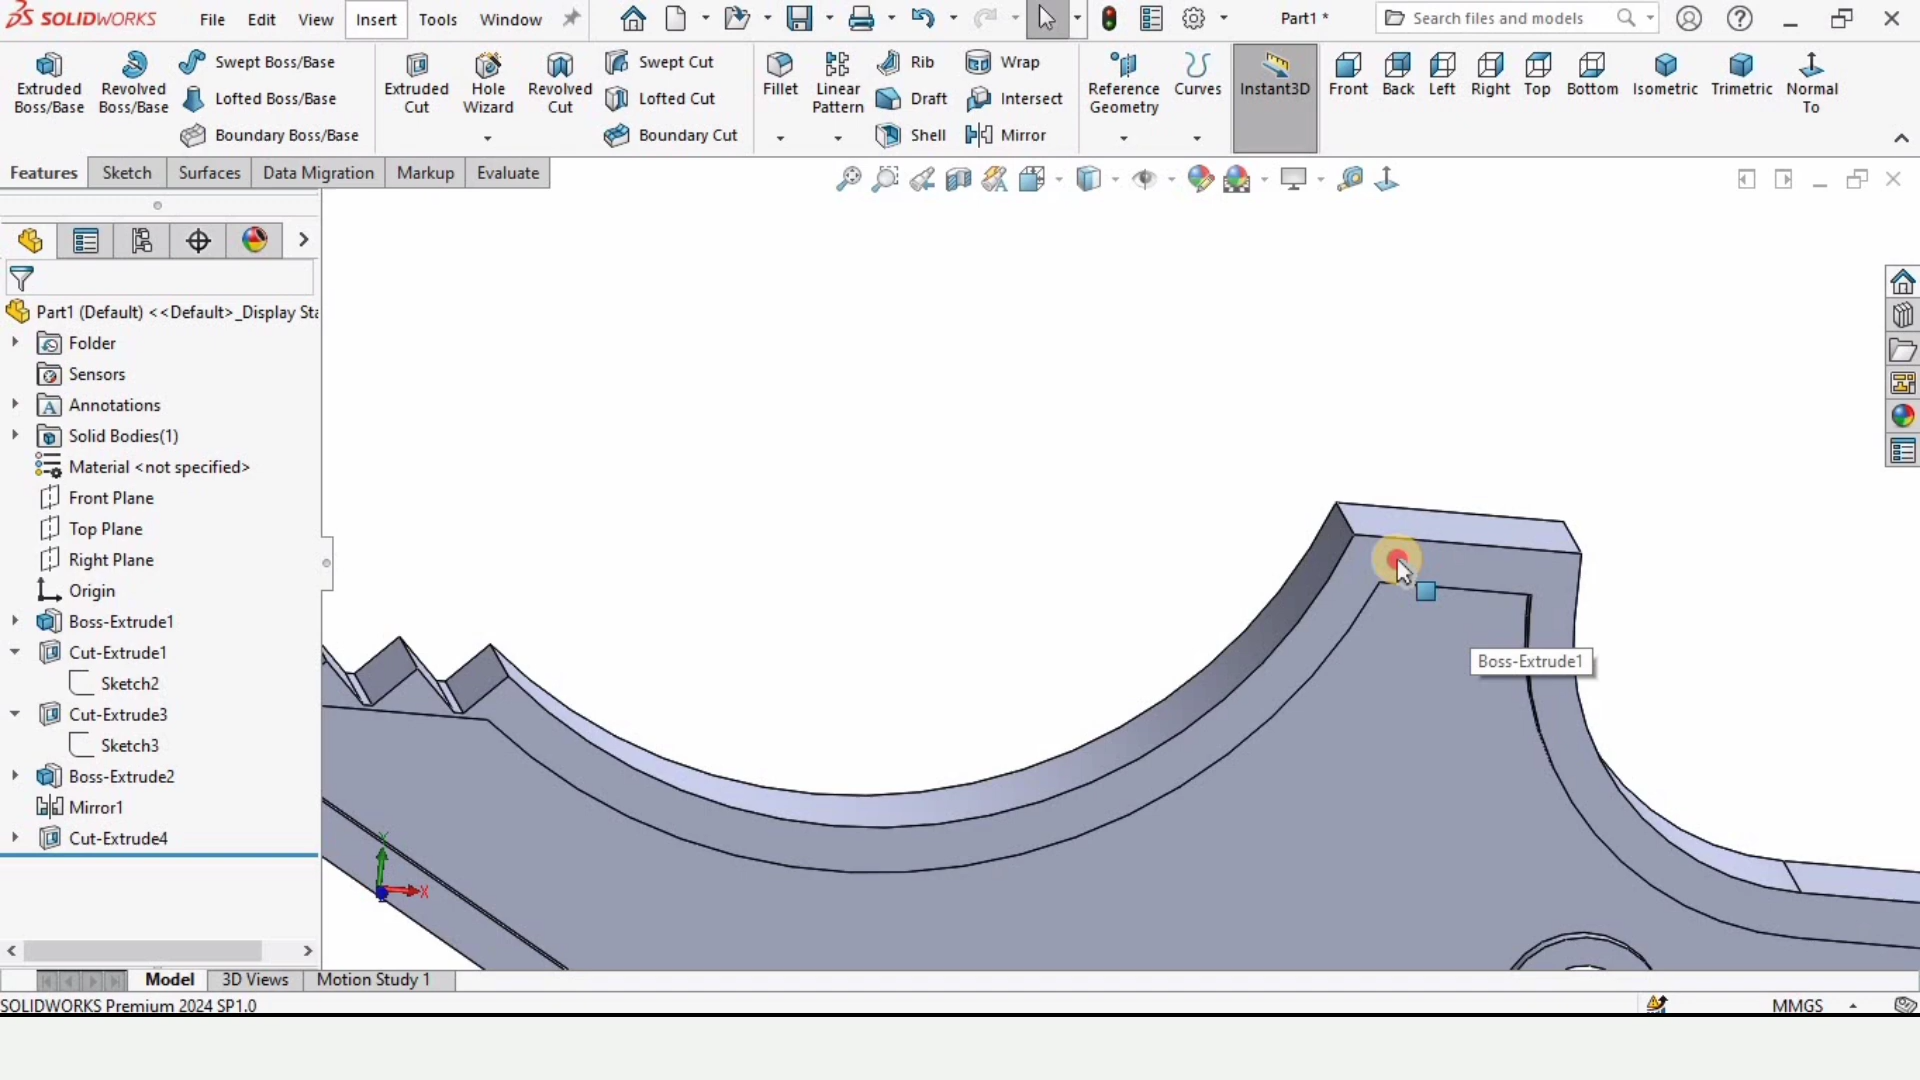 SOLIDWORKS File Edit View Insert Tools Window Part1 * Search files and models
Extruded Boss/Base
Revolved Boss/Base
Swept Boss/Base
Lofted Boss/Base
Boundary Boss/Base
Extruded Cut
Hole Wizard
Revolved Cut
Swept Cut
Lofted Cut
Boundary Cut
Fillet
Linear Pattern
Rib
Draft
Shell
Wrap
Intersect
Mirror
Reference Geometry
Curves
Instant3D
Front
Back
Left
Right
Top
Bottom
Isometric
Trimetric
Normal To
Features Sketch Surfaces Data Migration Markup Evaluate
Part1 (Default) <<Default>_Display Sta
Folder
Sensors
Annotations
Solid Bodies(1)
Material <not specified>
Front Plane
Top Plane
Right Plane
Origin
Boss-Extrude1
Cut-Extrude1
Sketch2
Cut-Extrude3
Sketch3
Boss-Extrude2
Mirror1
Cut-Extrude4
Boss-Extrude1
Y
X
Model 3D Views Motion Study 1
SOLIDWORKS Premium 2024 SP1.0 MMGS